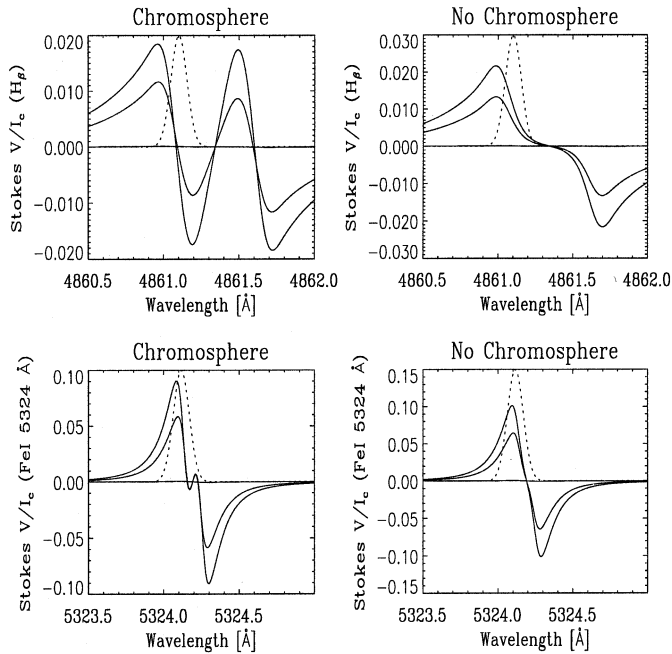 Chromosphere
Stokes V/I_c (H_β)
0.020
0.010
0.000
−0.010
−0.020
4860.5 4861.0 4861.5 4862.0
Wavelength [Å]
No Chromosphere
Stokes V/I_c (H_β)
0.030
0.020
0.010
0.000
−0.010
−0.020
−0.030
4860.5 4861.0 4861.5 4862.0
Wavelength [Å]
Chromosphere
Stokes V/I_c (FeI 5324 Å)
0.10
0.05
0.00
−0.05
−0.10
5323.5 5324.0 5324.5
Wavelength [Å]
No Chromosphere
Stokes V/I_c (FeI 5324 Å)
0.15
0.10
0.05
0.00
−0.05
−0.10
−0.15
5323.5 5324.0 5324.5
Wavelength [Å]